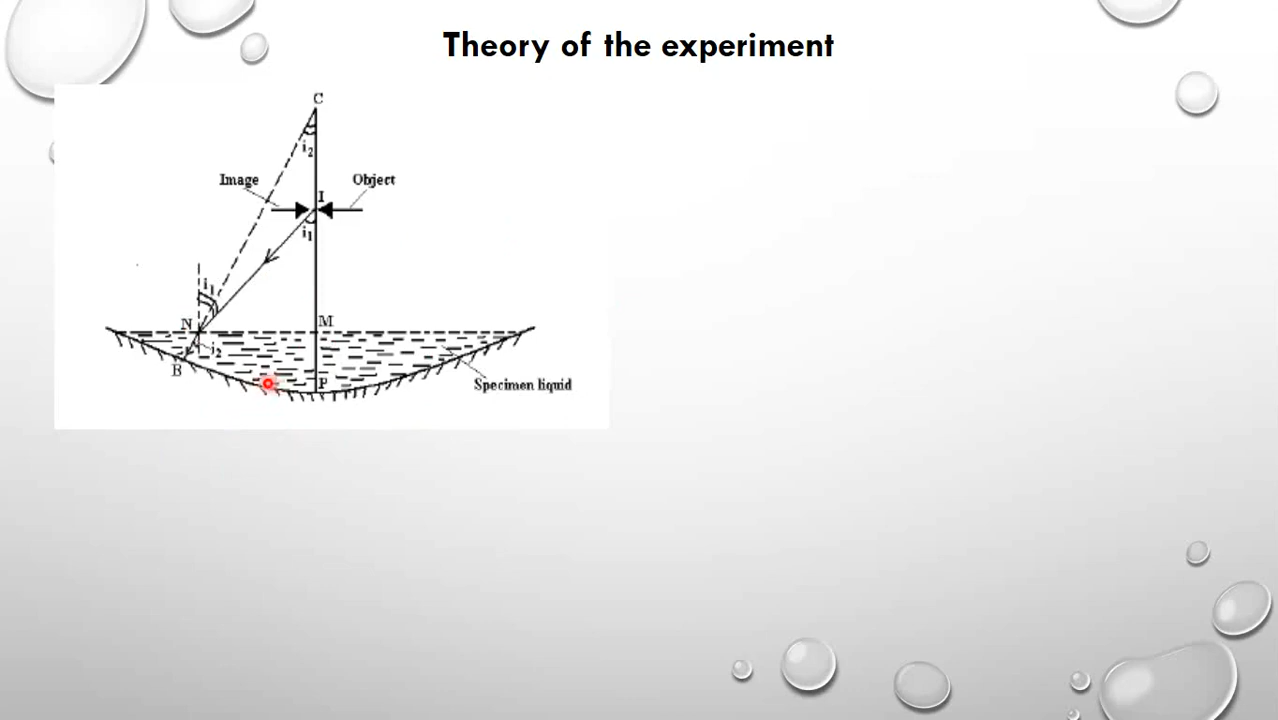 Theory of the experiment
C
i2
Image
Object
I
i1
i1
N
M
i2
B
P
Specimen liquid